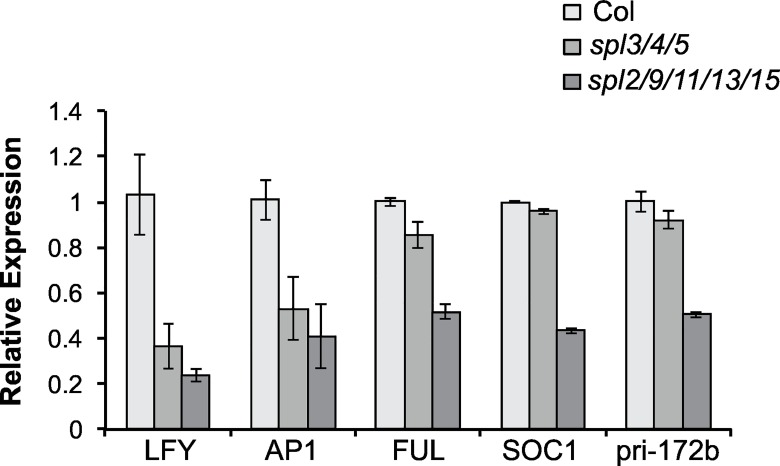 Col
spl3/4/5
spl2/9/11/13/15
Relative Expression
1.4
1.2
1
0.8
0.6
0.4
0.2
0
LFY AP1 FUL SOC1 pri-172b